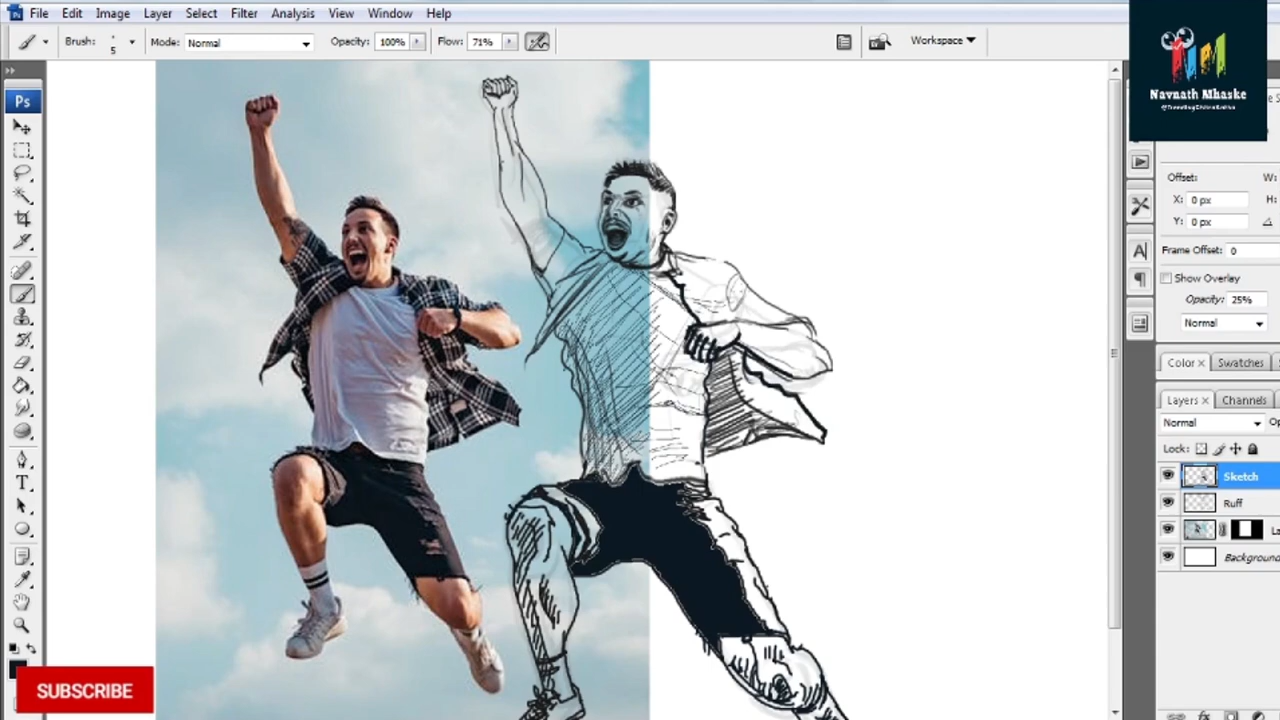 File Edit Image Layer Select Filter Analysis View Window Help
Brush: 5 Mode: Normal Opacity: 100% Flow: 71% Workspace
Navnath Mhaske
Ps
Offset: W:
X: 0 px H:
Y: 0 px
Frame Offset: 0
Show Overlay
Opacity: 25%
Normal
Color Swatches
Layers Channels
Normal
Lock:
Sketch
Ruff
Background
T
A
SUBSCRIBE